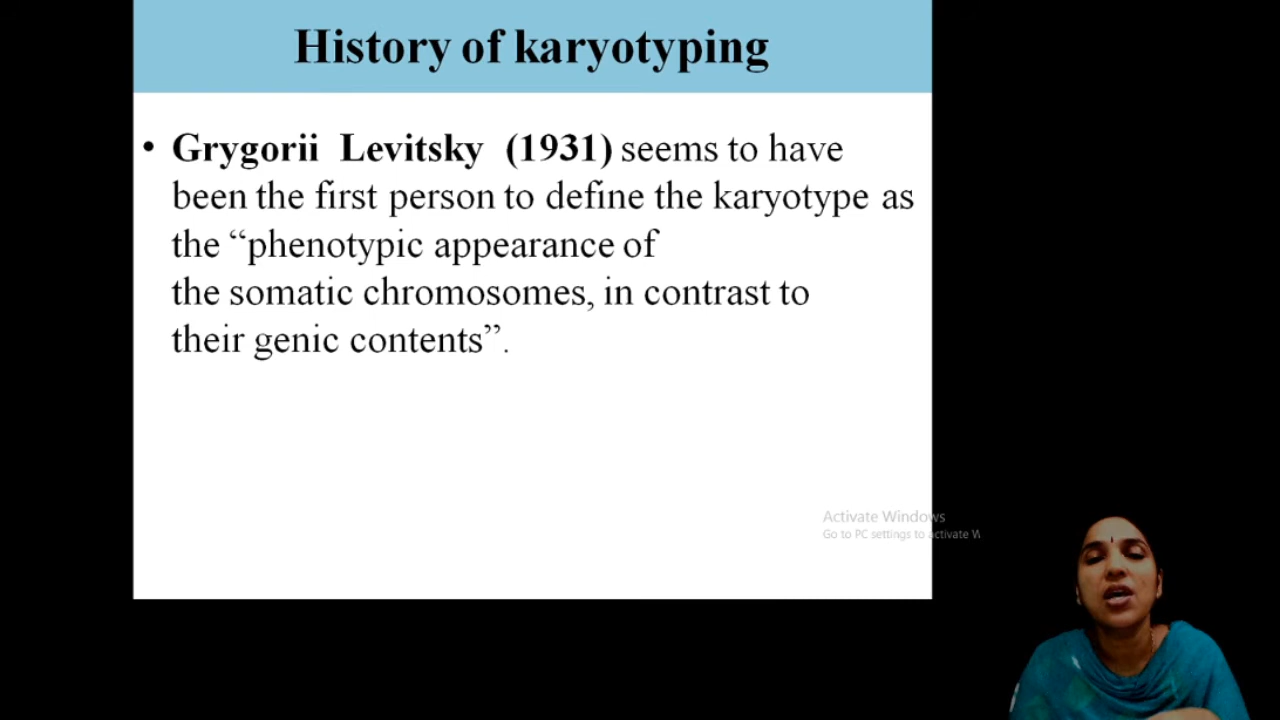 History of karyotyping
• Grygorii Levitsky (1931) seems to have
been the first person to define the karyotype as
the “phenotypic appearance of
the somatic chromosomes, in contrast to
their genic contents”.
Activate Windows
Go to PC settings to activate W